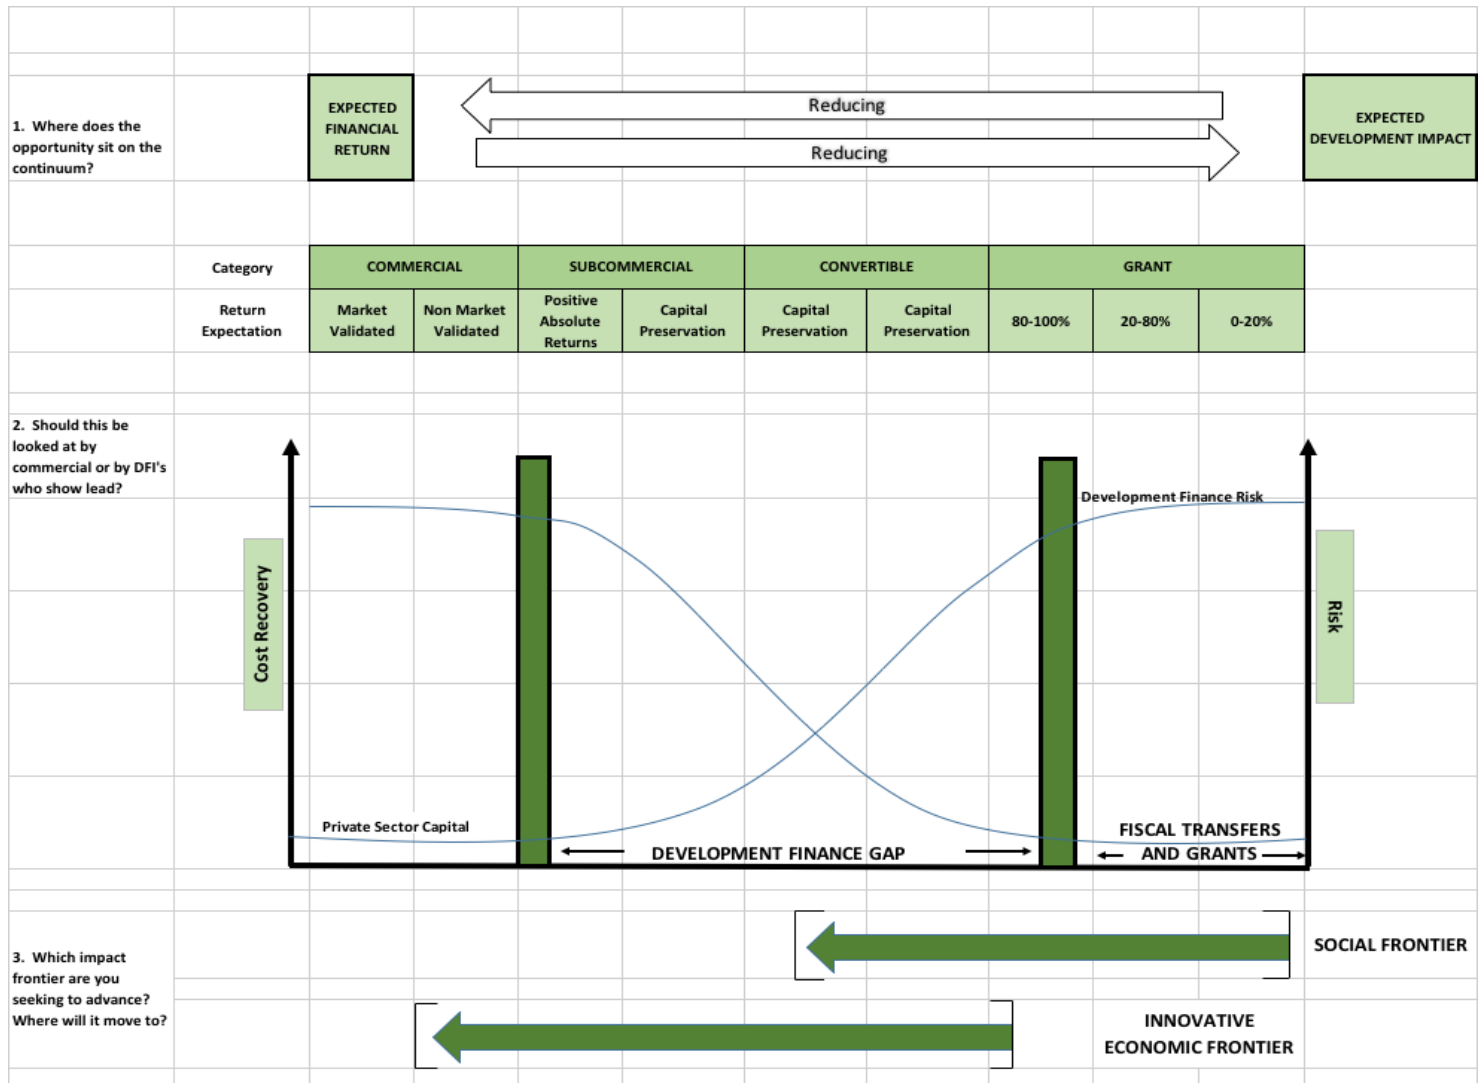 1. Where does the
opportunity sit on the
continuum?
EXPECTED
FINANCIAL
RETURN
Reducing
Reducing
EXPECTED
DEVELOPMENT IMPACT
Category
COMMERCIAL
SUBCOMMERCIAL
CONVERTIBLE
GRANT
Return
Expectation
Market
Validated
Non Market
Validated
Positive
Absolute
Returns
Capital
Preservation
Capital
Preservation
Capital
Preservation
80-100%
20-80%
0-20%
2. Should this be
looked at by
commercial or by DFI's
who show lead?
Cost Recovery
Development Finance Risk
Risk
Private Sector Capital
DEVELOPMENT FINANCE GAP
FISCAL TRANSFERS
AND GRANTS
3. Which impact
frontier are you
seeking to advance?
Where will it move to?
SOCIAL FRONTIER
INNOVATIVE
ECONOMIC FRONTIER